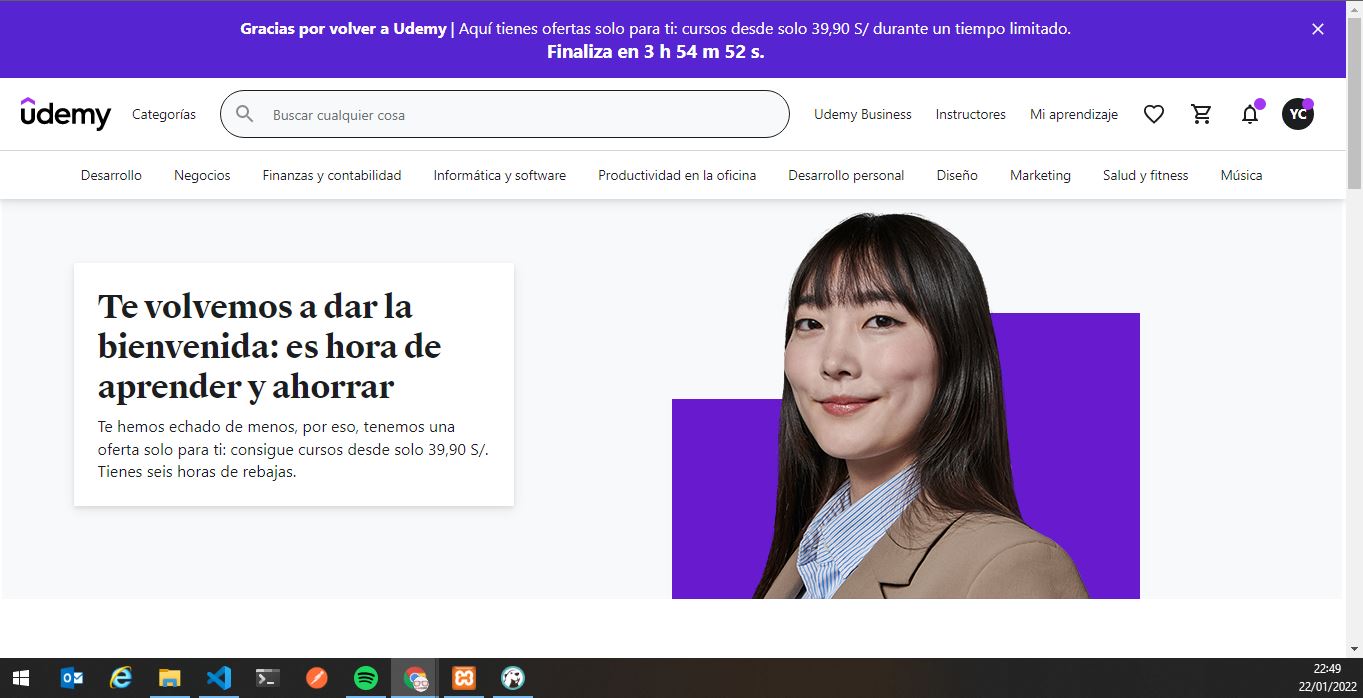 Gracias por volver a Udemy | Aquí tienes ofertas solo para ti: cursos desde solo 39,90 S/ durante un tiempo limitado.
Finaliza en 3 h 54 m 52 s.
udemy
Categorías
Buscar cualquier cosa
Udemy Business
Instructores
Mi aprendizaje
YC
Desarrollo
Negocios
Finanzas y contabilidad
Informática y software
Productividad en la oficina
Desarrollo personal
Diseño
Marketing
Salud y fitness
Música
Te volvemos a dar la
bienvenida: es hora de
aprender y ahorrar
Te hemos echado de menos, por eso, tenemos una
oferta solo para ti: consigue cursos desde solo 39,90 S/.
Tienes seis horas de rebajas.
22:49
22/01/2022